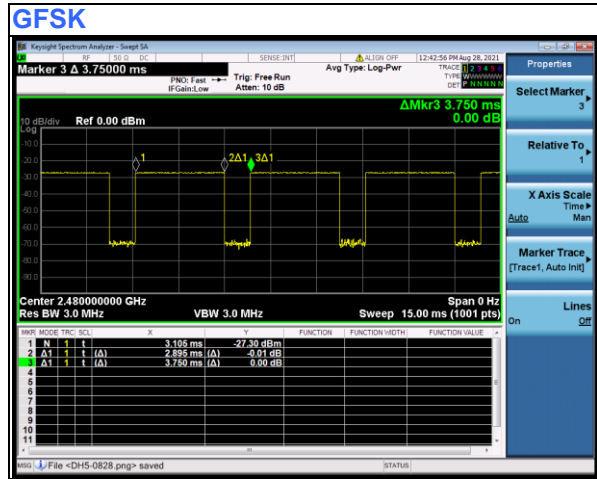 GFSK
Keysight Spectrum Analyzer - Swept SA
RF 50 Ω DC SENSE:INT ALIGN OFF 12:42:56 PM Aug 28, 2021
Marker 3 Δ 3.75000 ms
PNO: Fast
IFGain:Low
Trig: Free Run
Atten: 10 dB
Avg Type: Log-Pwr
TRACE 1 2 3 4 5 6
TYPE WWWWWW
DET P N N N N N
ΔMkr3 3.750 ms
0.00 dB
10 dB/div Ref 0.00 dBm
Log
-10.0
-20.0
-30.0
-40.0
-50.0
-60.0
-70.0
-80.0
-90.0
1
2Δ1
3Δ1
Center 2.480000000 GHz Span 0 Hz
Res BW 3.0 MHz VBW 3.0 MHz Sweep 15.00 ms (1001 pts)
MKR MODE TRC SCL X Y FUNCTION FUNCTION WIDTH FUNCTION VALUE
1 N 1 t 3.105 ms -27.30 dBm
2 Δ1 1 t (Δ) 2.895 ms (Δ) -0.01 dB
3 Δ1 1 t (Δ) 3.750 ms (Δ) 0.00 dB
4
5
6
7
8
9
10
11
MSG File <DH5-0828.png> saved STATUS
Properties
Select Marker
3
Relative To
1
X Axis Scale
Time
Auto Man
Marker Trace
[Trace1, Auto Init]
Lines
On Off